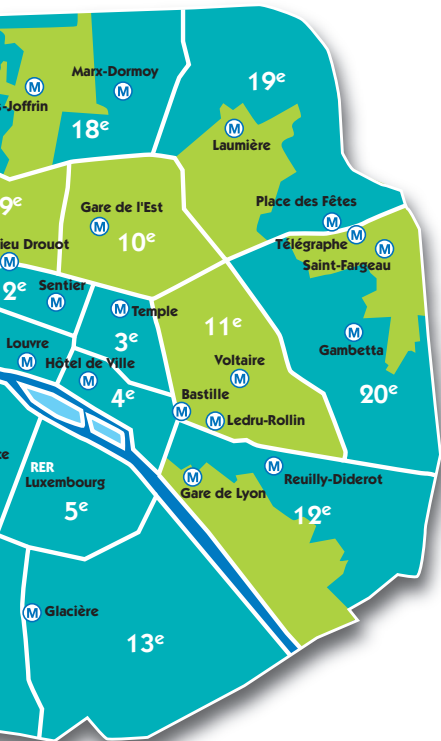 Marx-Dormoy
M
M
s-Joffrin
18e
19e
M
Laumière
Place des Fêtes
M
Télégraphe
M
M
Saint-Fargeau
9e
Gare de l'Est
M
10e
ieu Drouot
M
2e
Sentier
M
M
Temple
3e
11e
Louvre
M
Hôtel de Ville
M
4e
Voltaire
M
Bastille
M
M
Ledru-Rollin
M
Gambetta
20e
ce
RER
Luxembourg
5e
M
Gare de Lyon
M
Reuilly-Diderot
12e
M
Glacière
13e